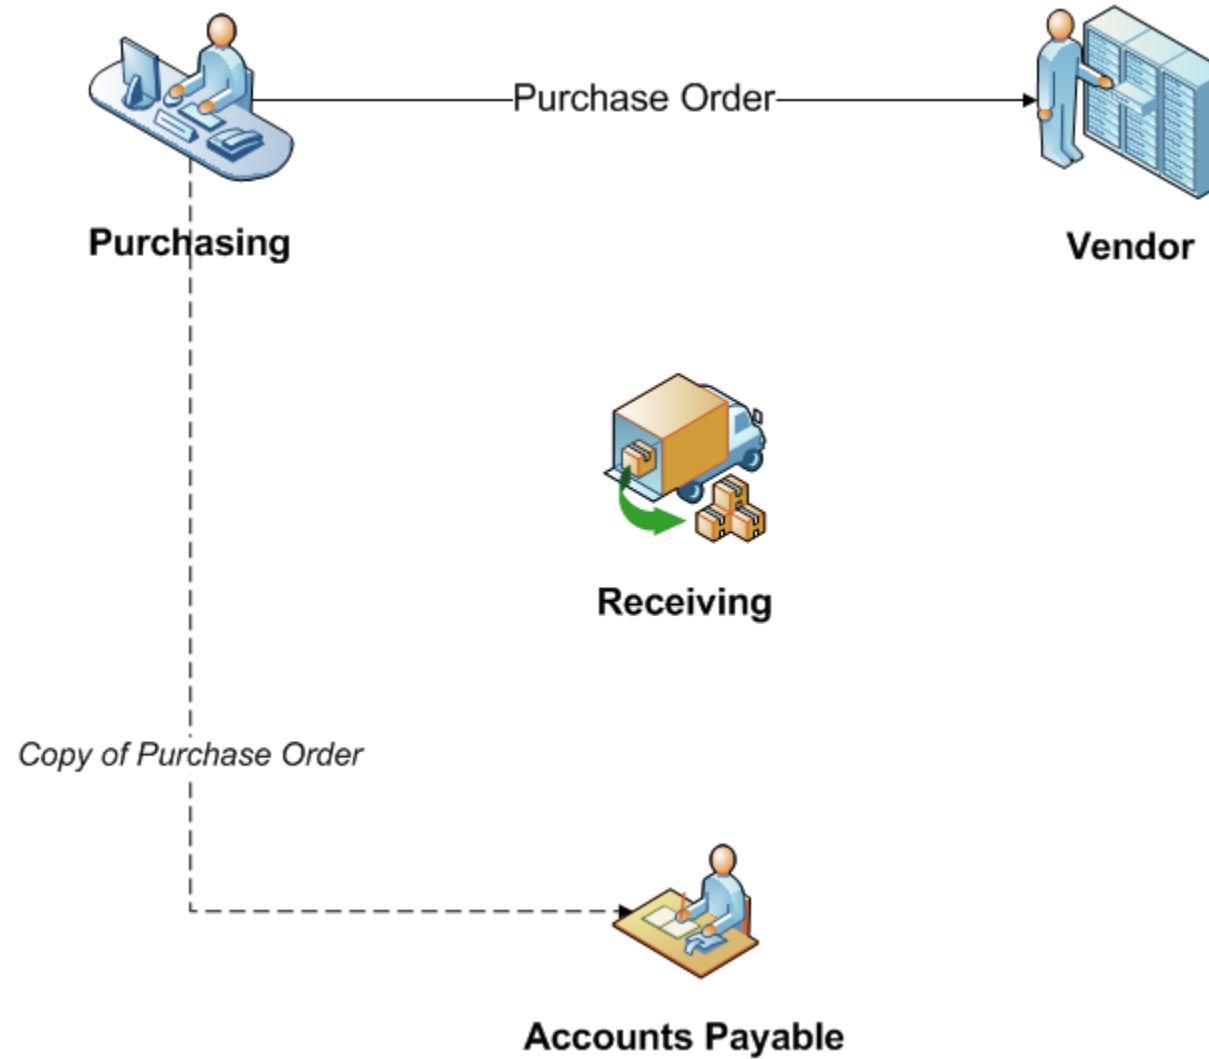 Purchase Order
Purchasing
Vendor
Receiving
Copy of Purchase Order
Accounts Payable